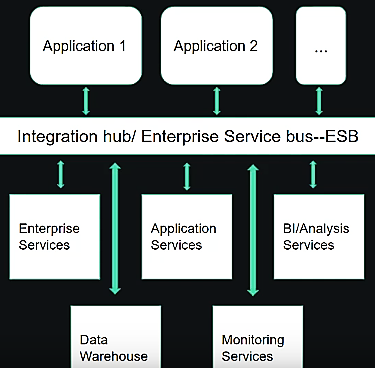 Application 1
Application 2
...
Integration hub/ Enterprise Service bus--ESB
Enterprise
Services
Application
Services
BI/Analysis
Services
Data
Warehouse
Monitoring
Services